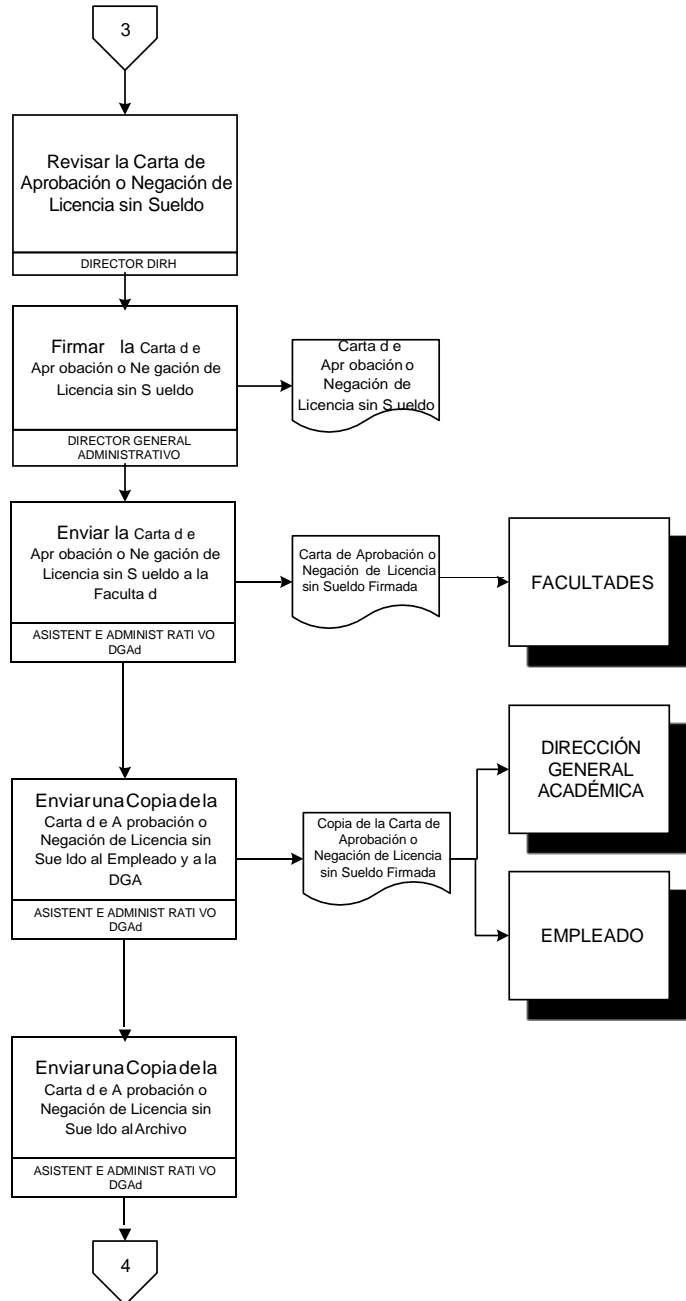 3
Revisar la Carta de
Aprobación o Negación de
Licencia sin Sueldo
DIRECTOR DIRH
Firmar la Carta d e
Apr obación o Ne gación de
Licencia sin S ueldo
DIRECTOR GENERAL
ADMINISTRATIVO
Carta d e
Apr obación o
Negación de
Licencia sin S ueldo
Enviar la Carta d e
Apr obación o Ne gación de
Licencia sin S ueldo a la
Faculta d
ASISTENT E ADMINIST RATI VO
DGAd
Carta de Aprobación o
Negación de Licencia
sin Sueldo Firmada
FACULTADES
Enviar una Copia de la
Carta d e A probación o
Negación de Licencia sin
Sue ldo al Empleado y a la
DGA
ASISTENT E ADMINIST RATI VO
DGAd
Copia de la Carta de
Aprobación o
Negación de Licencia
sin Sueldo Firmada
DIRECCIÓN
GENERAL
ACADÉMICA
EMPLEADO
Enviar una Copia de la
Carta d e A probación o
Negación de Licencia sin
Sue ldo al Archivo
ASISTENT E ADMINIST RATI VO
DGAd
4